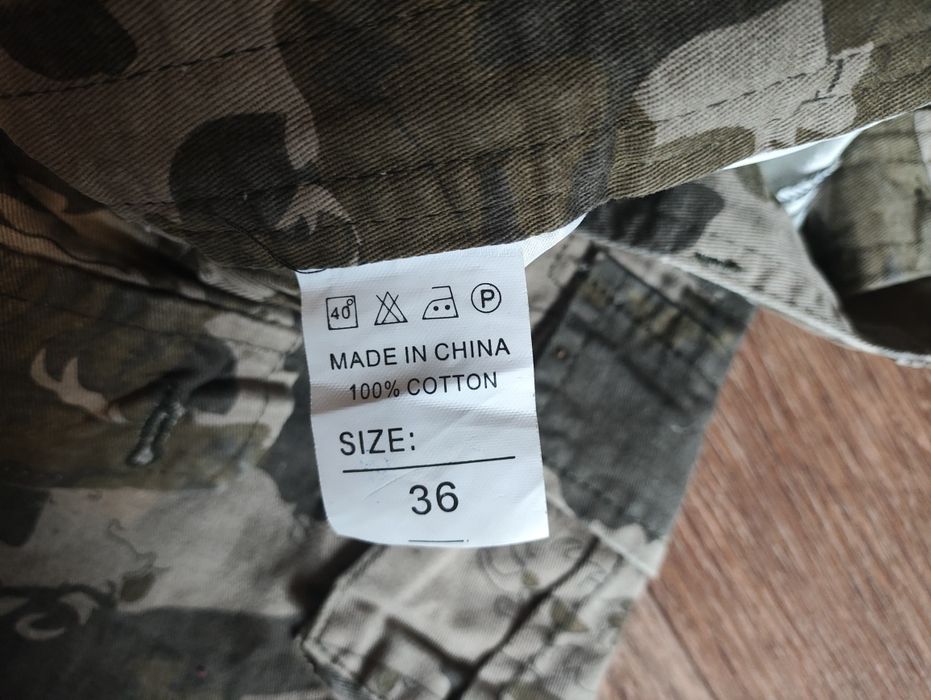 40° P
MADE IN CHINA
100% COTTON
SIZE:
36